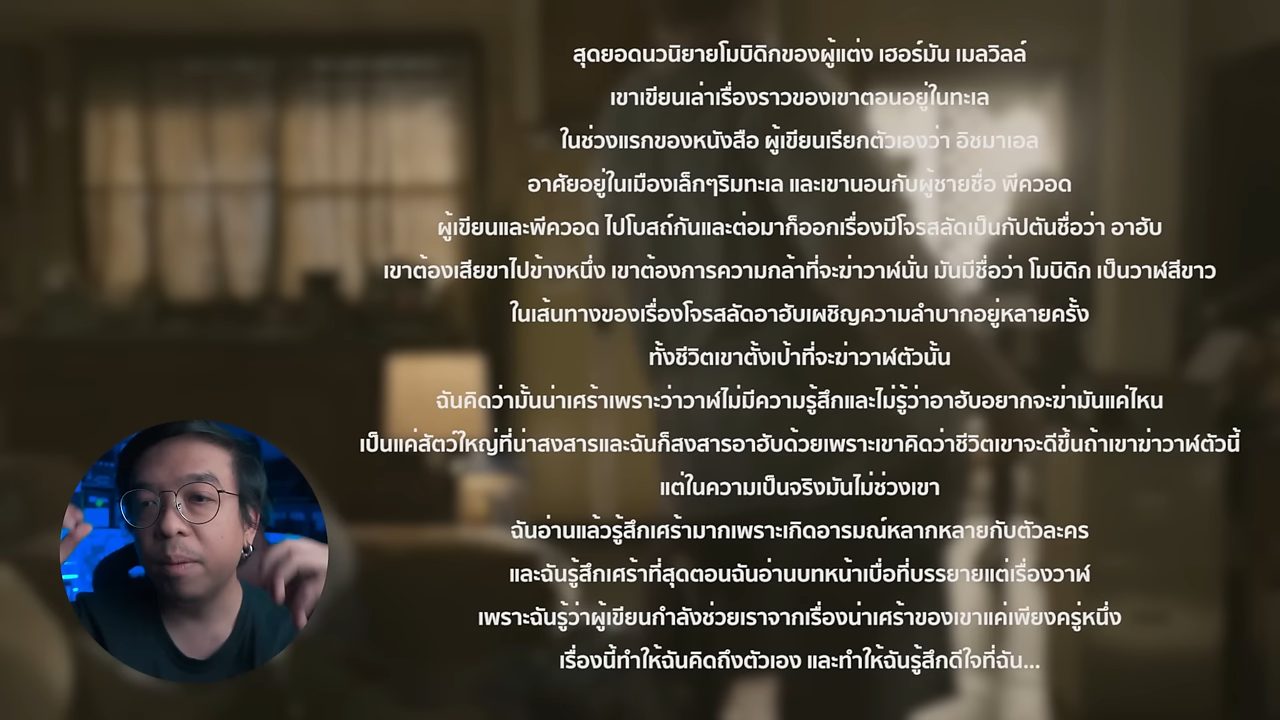 สุดยอดนวนิยายโมบิดิกของผู้แต่ง เฮอร์มัน เมลวิลล์
เขาเขียนเล่าเรื่องราวของเขาตอนอยู่ในทะเล
ในช่วงแรกของหนังสือ ผู้เขียนเรียกตัวเองว่า อิชมาเอล
อาศัยอยู่ในเมืองเล็กๆริมทะเล และเขานอนกับผู้ชายชื่อ พีควอด
ผู้เขียนและพีควอด ไปโบสถ์กันและต่อมาก็ออกเรื่องมีโจรสลัดเป็นกัปตันชื่อว่า อาฮับ
เขาต้องเสียขาไปข้างหนึ่ง เขาต้องการความกล้าที่จะฆ่าวาฬนั่น มันมีชื่อว่า โมบิดิก เป็นวาฬสีขาว
ในเส้นทางของเรื่องโจรสลัดอาฮับเผชิญความลำบากอยู่หลายครั้ง
ทั้งชีวิตเขาตั้งเป้าที่จะฆ่าวาฬตัวนั้น
ฉันคิดว่ามั้นน่าเศร้าเพราะว่าวาฬไม่มีความรู้สึกและไม่รู้ว่าอาฮับอยากจะฆ่ามันแค่ไหน
เป็นแค่สัตว์ใหญ่ที่น่าสงสารและฉันก็สงสารอาฮับด้วยเพราะเขาคิดว่าชีวิตเขาจะดีขึ้นถ้าเขาฆ่าวาฬตัวนี้
แต่ในความเป็นจริงมันไม่ช่วงเขา
ฉันอ่านแล้วรู้สึกเศร้ามากเพราะเกิดอารมณ์หลากหลายกับตัวละคร
และฉันรู้สึกเศร้าที่สุดตอนฉันอ่านบทหน้าเบื่อที่บรรยายแต่เรื่องวาฬ
เพราะฉันรู้ว่าผู้เขียนกำลังช่วยเราจากเรื่องน่าเศร้าของเขาแค่เพียงครู่หนึ่ง
เรื่องนี้ทำให้ฉันคิดถึงตัวเอง และทำให้ฉันรู้สึกดีใจที่ฉัน...